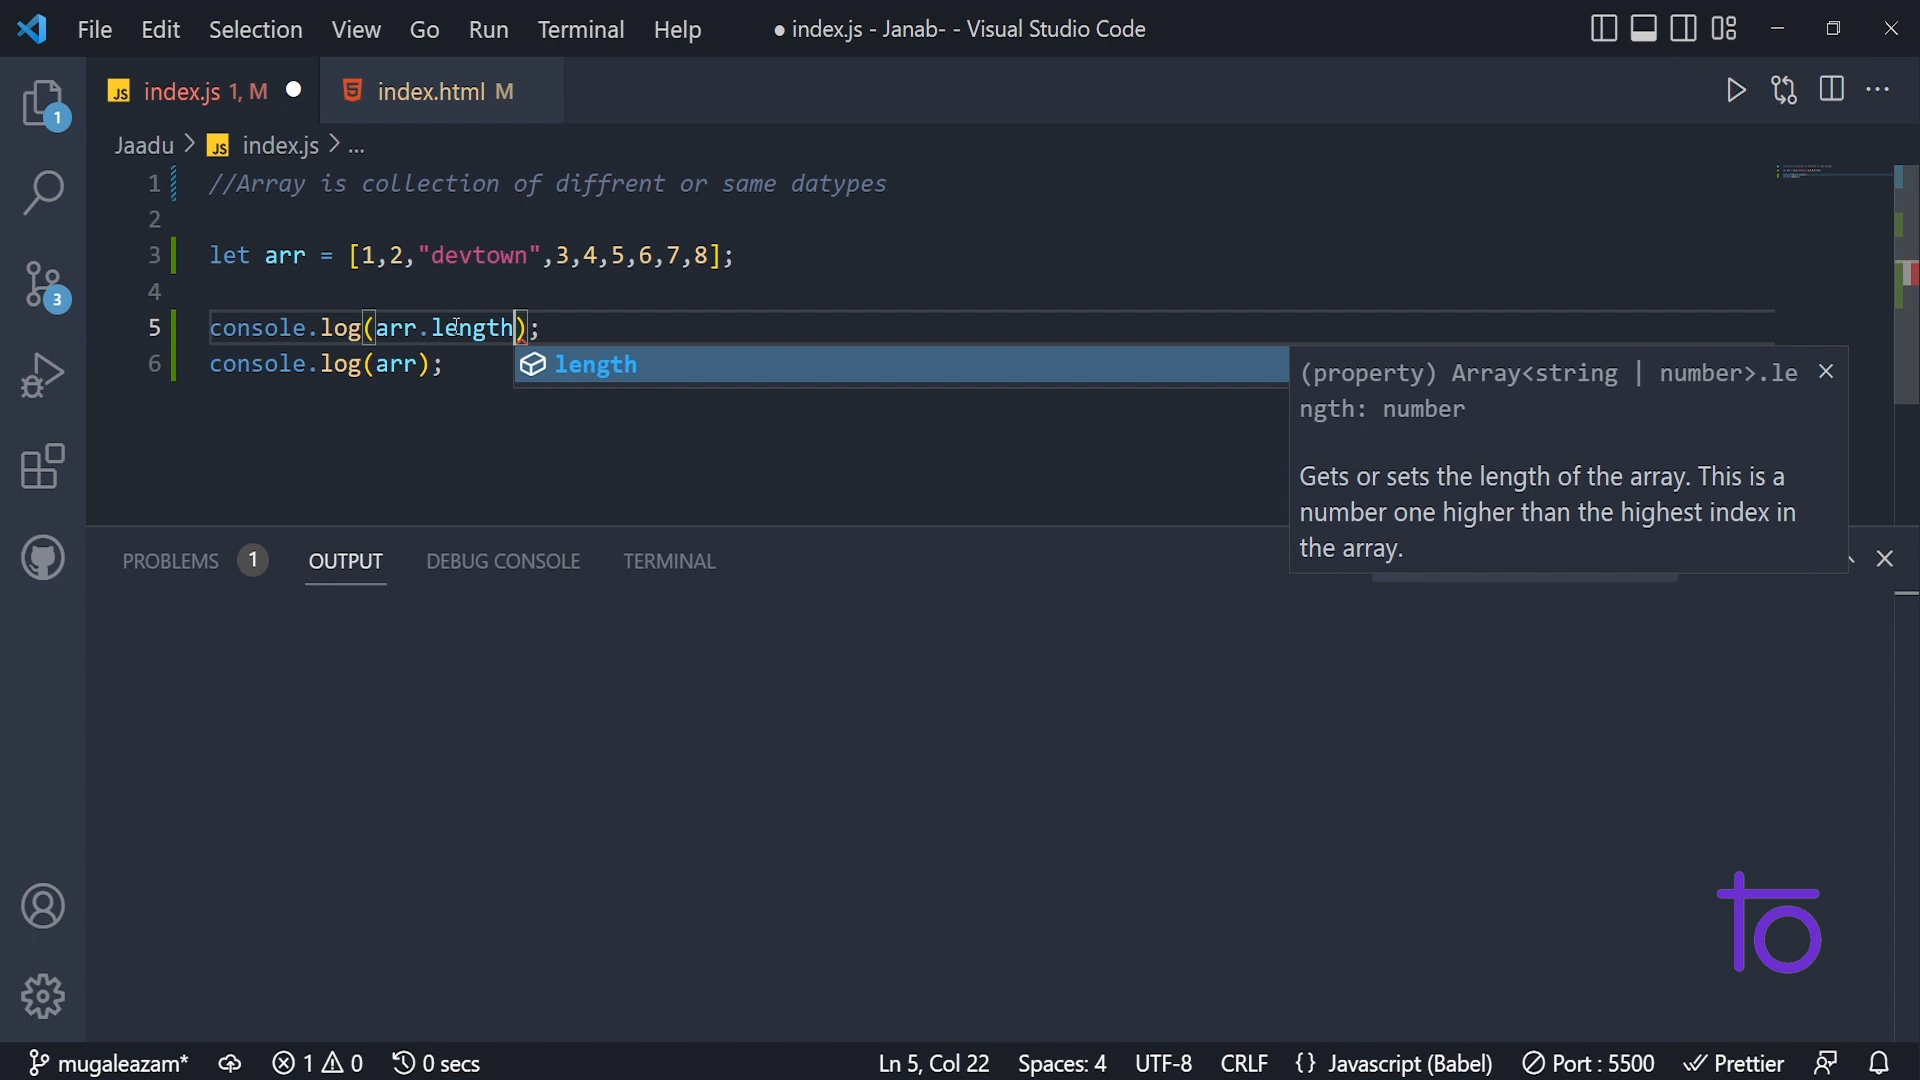 File Edit Selection View Go Run Terminal Help ● index.js - Janab- - Visual Studio Code
JS index.js 1, M index.html M
1
Jaadu > JS index.js > ...
1 //Array is collection of diffrent or same datypes
2
3 let arr = [1,2,"devtown",3,4,5,6,7,8];
4
5 console.log(arr.length);
6 console.log(arr);
length
(property) Array<string | number>.le
ngth: number
Gets or sets the length of the array. This is a
number one higher than the highest index in
the array.
3
PROBLEMS 1 OUTPUT DEBUG CONSOLE TERMINAL
to
mugaleazam* 1 0 0 secs Ln 5, Col 22 Spaces: 4 UTF-8 CRLF {} Javascript (Babel) Port : 5500 Prettier